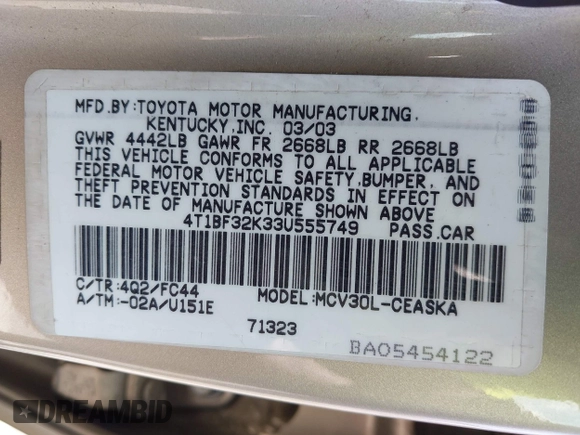 MFD.BY:TOYOTA MOTOR MANUFACTURING,
KENTUCKY,INC. 03/03
GVWR 4442LB GAWR FR 2668LB RR 2668LB
THIS VEHICLE CONFORMS TO ALL APPLICABLE
FEDERAL MOTOR VEHICLE SAFETY,BUMPER, AND
THEFT PREVENTION STANDARDS IN EFFECT ON
THE DATE OF MANUFACTURE SHOWN ABOVE
4T1BF32K33U555749 PASS.CAR
C/TR:4Q2/FC44 MODEL:MCV30L-CEASKA
A/TM:-02A/U151E
71323
BA05454122
DREAMBID